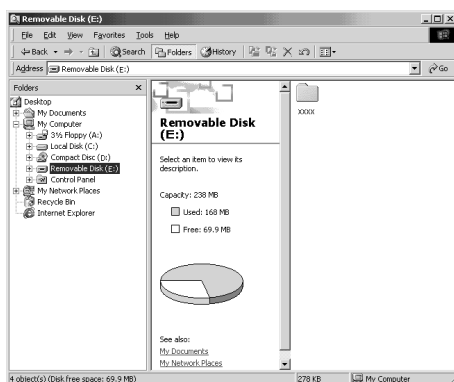 Removable Disk (E:)
File Edit View Favorites Tools Help
Back Search Folders History
Address Removable Disk (E:) Go
Folders
Desktop
My Documents
My Computer
3½ Floppy (A:)
Local Disk (C:)
Compact Disc (D:)
Removable Disk (E:)
Control Panel
My Network Places
Recycle Bin
Internet Explorer
Removable Disk
(E:)
Select an item to view its
description.
Capacity: 238 MB
Used: 168 MB
Free: 69.9 MB
See also:
My Documents
My Network Places
xxxx
4 object(s) (Disk free space: 69.9 MB) 278 KB My Computer